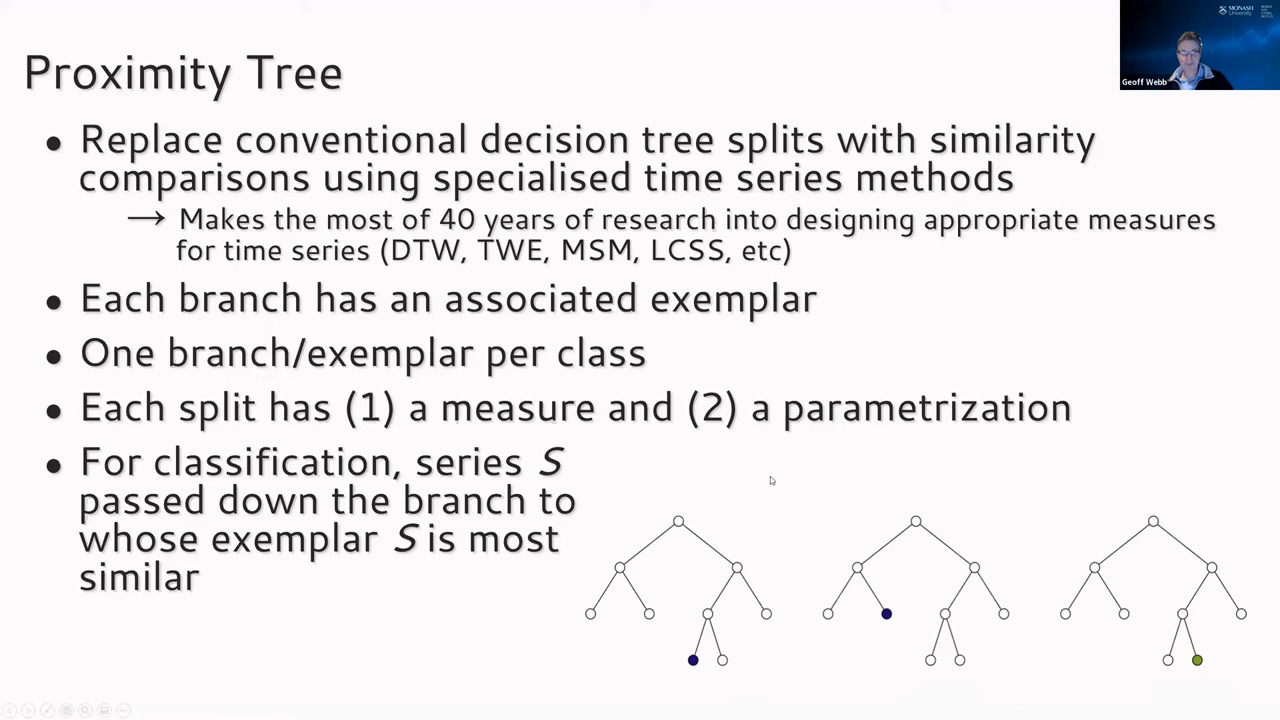 Proximity Tree
MONASH
University
Geoff Webb
• Replace conventional decision tree splits with similarity
comparisons using specialised time series methods
→ Makes the most of 40 years of research into designing appropriate measures
for time series (DTW, TWE, MSM, LCSS, etc)
• Each branch has an associated exemplar
• One branch/exemplar per class
• Each split has (1) a measure and (2) a parametrization
• For classification, series S
passed down the branch to
whose exemplar S is most
similar